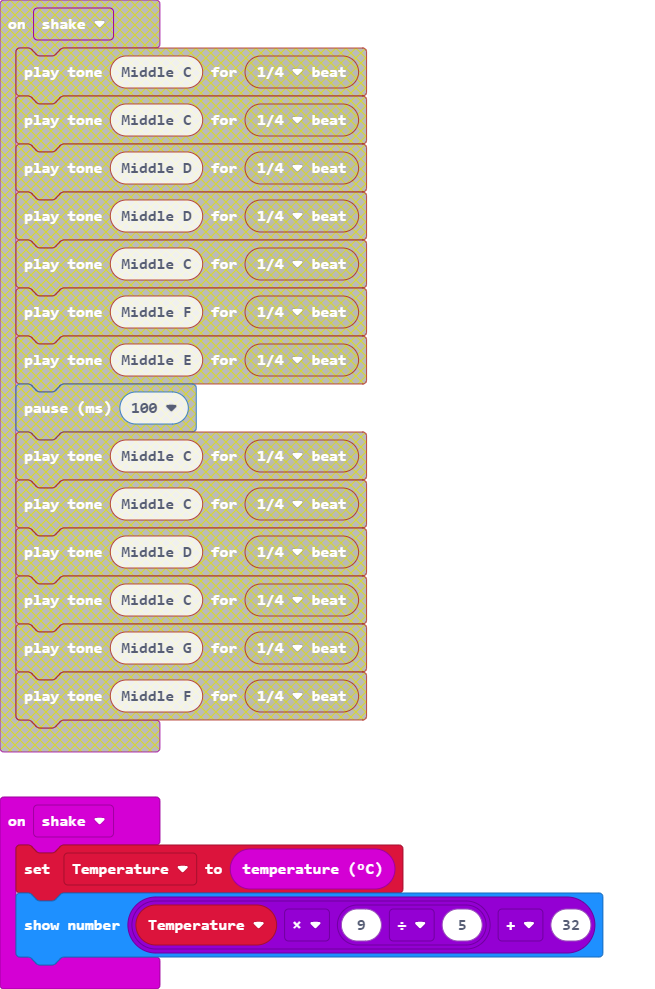 on shake
play tone Middle C for 1/4 beat
play tone Middle C for 1/4 beat
play tone Middle D for 1/4 beat
play tone Middle D for 1/4 beat
play tone Middle C for 1/4 beat
play tone Middle F for 1/4 beat
play tone Middle E for 1/4 beat
pause (ms) 100
play tone Middle C for 1/4 beat
play tone Middle C for 1/4 beat
play tone Middle D for 1/4 beat
play tone Middle C for 1/4 beat
play tone Middle G for 1/4 beat
play tone Middle F for 1/4 beat
on shake
set Temperature to temperature (°C)
show number Temperature × 9 ÷ 5 + 32